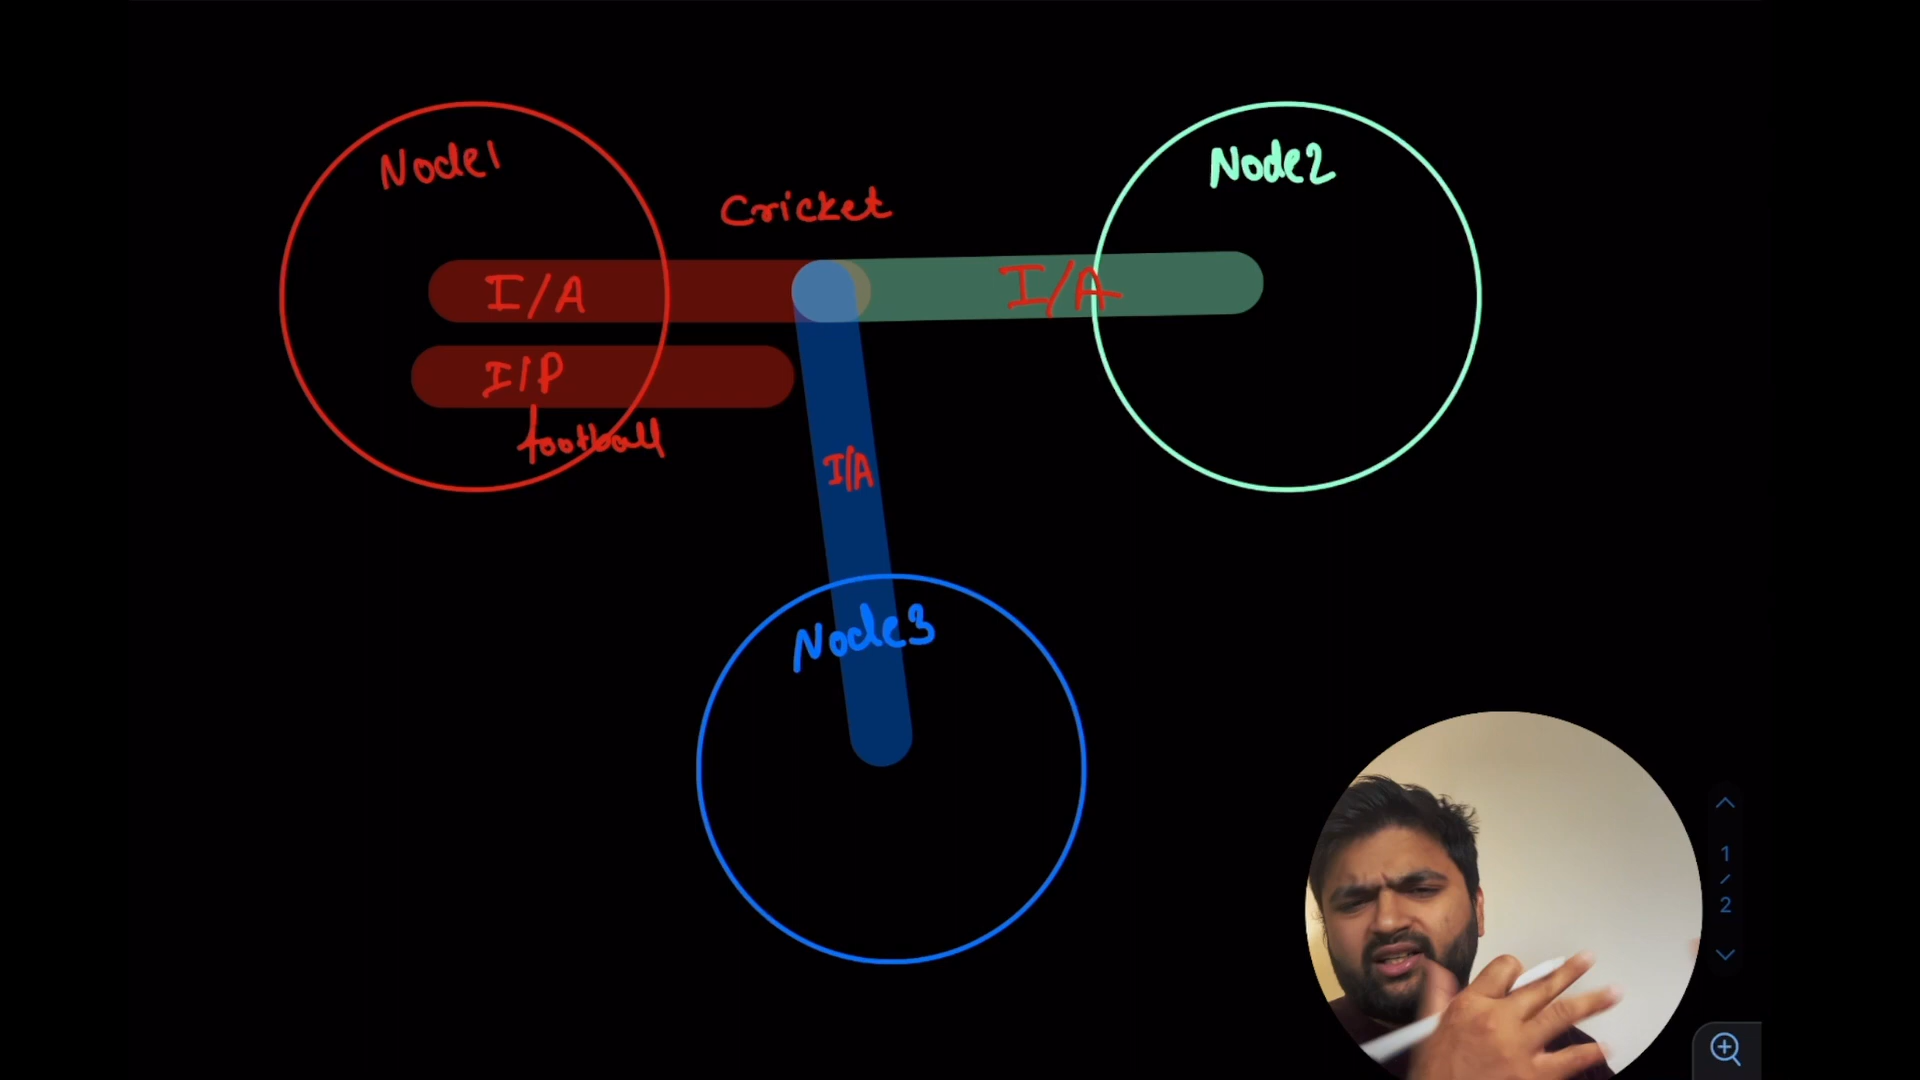 Node1
Node2
Cricket
I/A
I/A
I/P
football
I/A
Node3
1
/
2